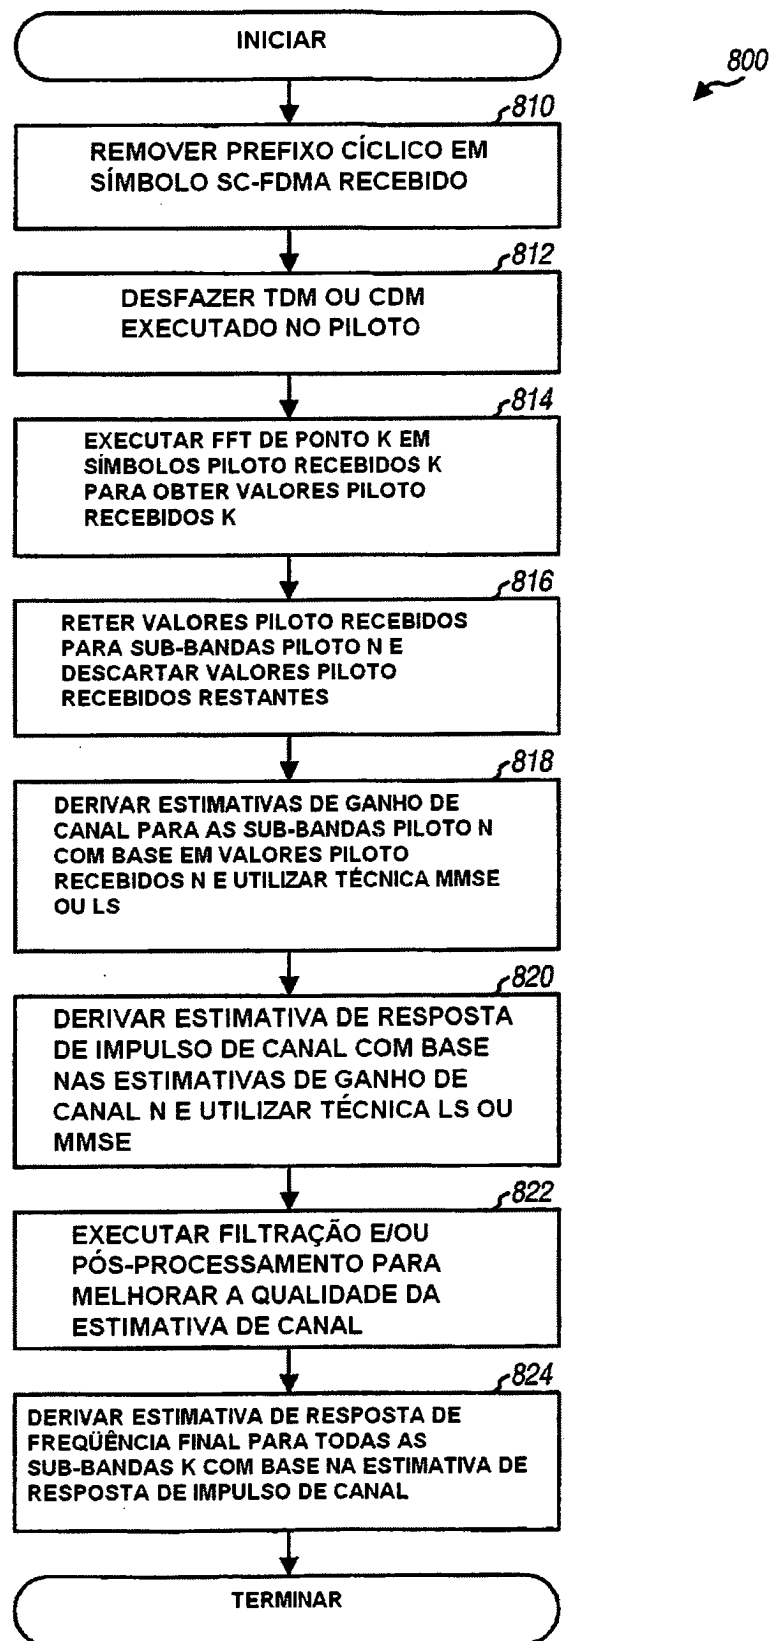 INICIAR
800
810
REMOVER PREFIXO CÍCLICO EM
SÍMBOLO SC-FDMA RECEBIDO
812
DESFAZER TDM OU CDM
EXECUTADO NO PILOTO
814
EXECUTAR FFT DE PONTO K EM
SÍMBOLOS PILOTO RECEBIDOS K
PARA OBTER VALORES PILOTO
RECEBIDOS K
816
RETER VALORES PILOTO RECEBIDOS
PARA SUB-BANDAS PILOTO N E
DESCARTAR VALORES PILOTO
RECEBIDOS RESTANTES
818
DERIVAR ESTIMATIVAS DE GANHO DE
CANAL PARA AS SUB-BANDAS PILOTO N
COM BASE EM VALORES PILOTO
RECEBIDOS N E UTILIZAR TÉCNICA MMSE
OU LS
820
DERIVAR ESTIMATIVA DE RESPOSTA
DE IMPULSO DE CANAL COM BASE
NAS ESTIMATIVAS DE GANHO DE
CANAL N E UTILIZAR TÉCNICA LS OU
MMSE
822
EXECUTAR FILTRAÇÃO E/OU
PÓS-PROCESSAMENTO PARA
MELHORAR A QUALIDADE DA
ESTIMATIVA DE CANAL
824
DERIVAR ESTIMATIVA DE RESPOSTA DE
FREQÜÊNCIA FINAL PARA TODAS AS
SUB-BANDAS K COM BASE NA ESTIMATIVA DE
RESPOSTA DE IMPULSO DE CANAL
TERMINAR